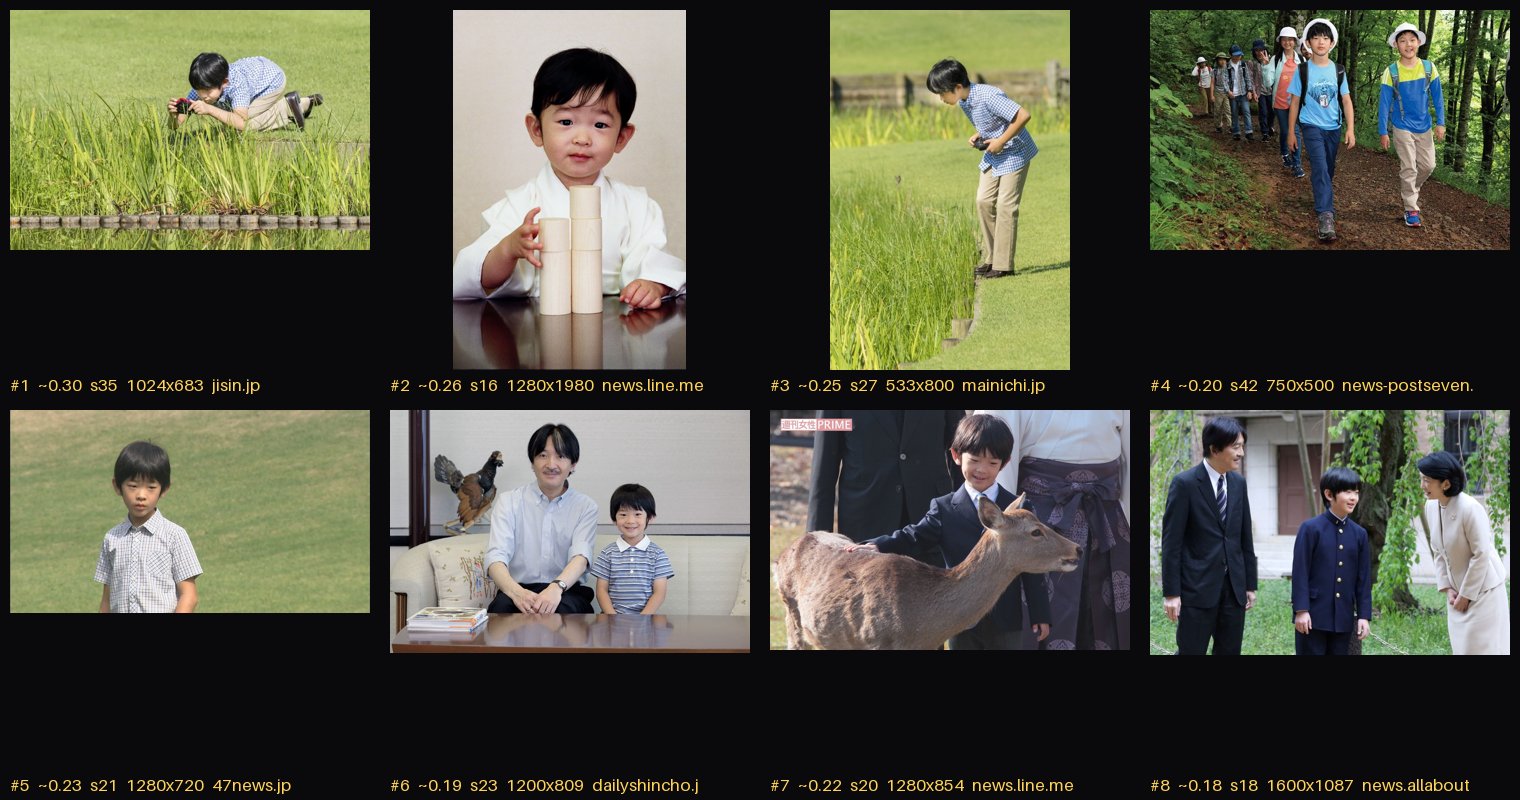 #1 ~0.30 s35 1024x683 jisin.jp
#2 ~0.26 s16 1280x1980 news.line.me
#3 ~0.25 s27 533x800 mainichi.jp
#4 ~0.20 s42 750x500 news-postseven.
週刊女性PRIME
#5 ~0.23 s21 1280x720 47news.jp
#6 ~0.19 s23 1200x809 dailyshincho.j
#7 ~0.22 s20 1280x854 news.line.me
#8 ~0.18 s18 1600x1087 news.allabout